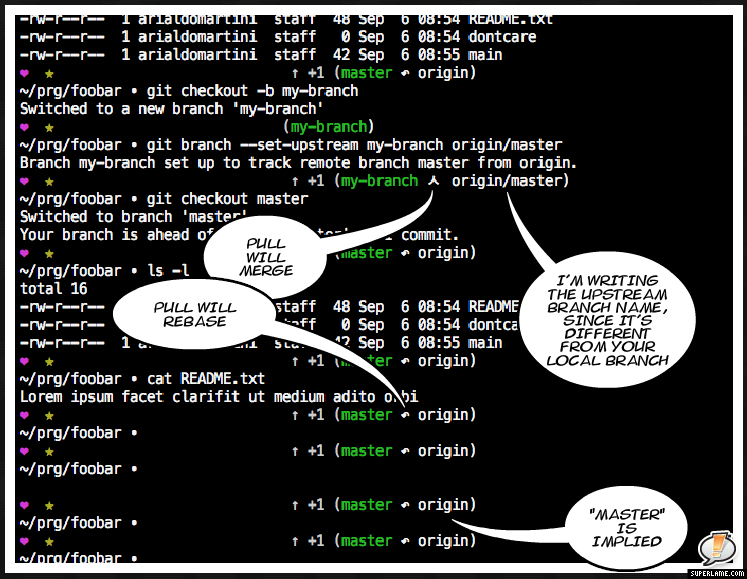 -rw-r--r-- 1 arialdomartini staff 48 Sep 6 08:54 README.txt
-rw-r--r-- 1 arialdomartini staff 0 Sep 6 08:54 dontcare
-rw-r--r-- 1 arialdomartini staff 42 Sep 6 08:55 main
♥ ★ ↑ +1 (master ↶ origin)
~/prg/foobar • git checkout -b my-branch
Switched to a new branch 'my-branch'
♥ ★ (my-branch)
~/prg/foobar • git branch --set-upstream my-branch origin/master
Branch my-branch set up to track remote branch master from origin.
♥ ★ ↑ +1 (my-branch ⅄ origin/master)
~/prg/foobar • git checkout master
Switched to branch 'master'
Your branch is ahead of commit.
♥ ★ master ↶ origin)
~/prg/foobar • ls -l
total 16
-rw-r--r-- staff 48 Sep 6 08:54 README
-rw-r--r-- staff 0 Sep 6 08:54 dontca
-rw-r--r-- 1 arialdomartini staff 42 Sep 6 08:55 main
♥ ★ ↑ +1 (master ↶ origin)
~/prg/foobar • cat README.txt
Lorem ipsum facet clarifit ut medium adito orbi
♥ ★ ↑ +1 (master ↶ origin)
~/prg/foobar •
♥ ★ ↑ +1 (master ↶ origin)
~/prg/foobar •
♥ ★ ↑ +1 (master ↶ origin)
~/prg/foobar •
♥ ★ ↑ +1 (master ↶ origin)
~/prg/foobar •
PULL
WILL
MERGE
PULL WILL
REBASE
I'M WRITING
THE UPSTREAM
BRANCH NAME,
SINCE IT'S
DIFFERENT
FROM YOUR
LOCAL BRANCH
"MASTER"
IS
IMPLIED
SUPERLAME.COM